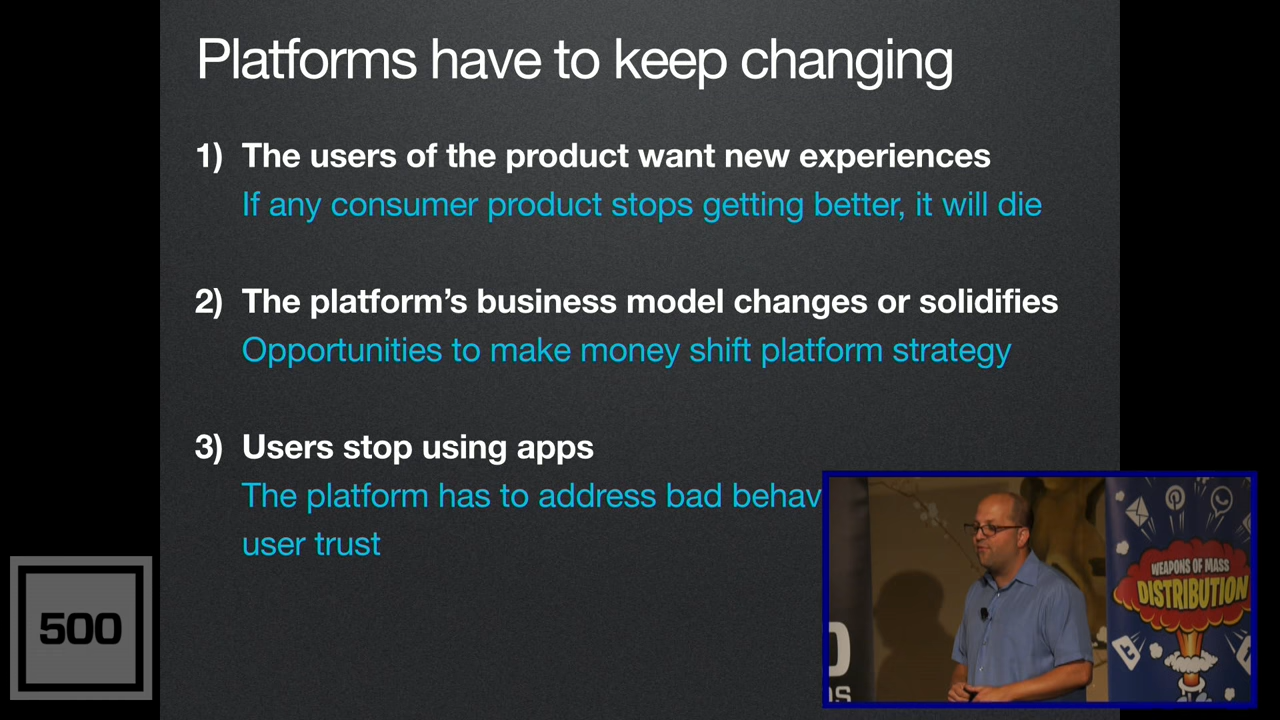 Platforms have to keep changing
1) The users of the product want new experiences
If any consumer product stops getting better, it will die
2) The platform's business model changes or solidifies
Opportunities to make money shift platform strategy
3) Users stop using apps
The platform has to address bad behav
user trust
500
WEAPONS OF MASS
DISTRIBUTION